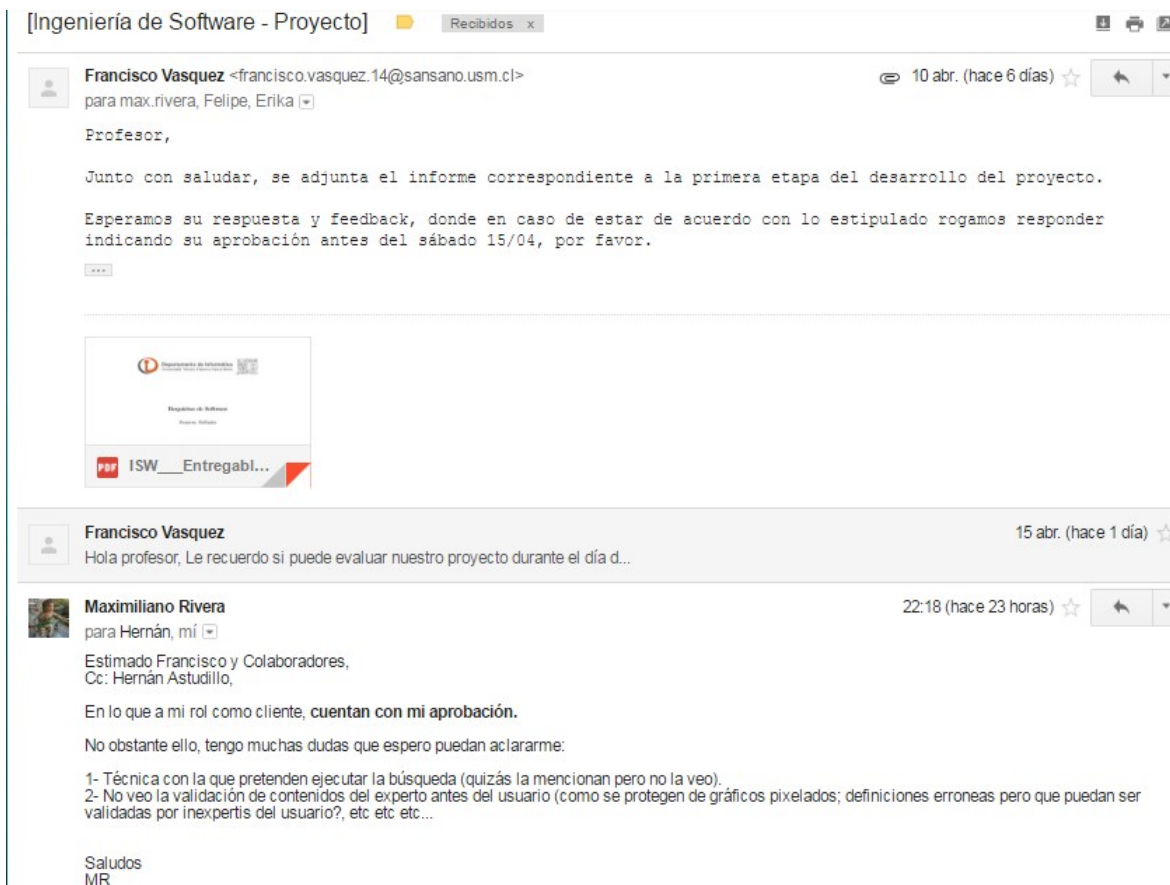 [Ingeniería de Software - Proyecto] Recibidos x
Francisco Vasquez <francisco.vasquez.14@sansano.usm.cl> 10 abr. (hace 6 días)
para max.rivera, Felipe, Erika
Profesor,
Junto con saludar, se adjunta el informe correspondiente a la primera etapa del desarrollo del proyecto.
Esperamos su respuesta y feedback, donde en caso de estar de acuerdo con lo estipulado rogamos responder
indicando su aprobación antes del sábado 15/04, por favor.
...
Departamento de Informática
Requisitos de Software
PDF ISW___Entregabl...
Francisco Vasquez 15 abr. (hace 1 día)
Hola profesor, Le recuerdo si puede evaluar nuestro proyecto durante el día d...
Maximiliano Rivera 22:18 (hace 23 horas)
para Hernán, mí
Estimado Francisco y Colaboradores,
Cc: Hernán Astudillo,
En lo que a mi rol como cliente, cuentan con mi aprobación.
No obstante ello, tengo muchas dudas que espero puedan aclararme:
1- Técnica con la que pretenden ejecutar la búsqueda (quizás la mencionan pero no la veo).
2- No veo la validación de contenidos del experto antes del usuario (como se protegen de gráficos pixelados; definiciones erroneas pero que puedan ser
validadas por inexpertis del usuario?, etc etc etc...
Saludos
MR